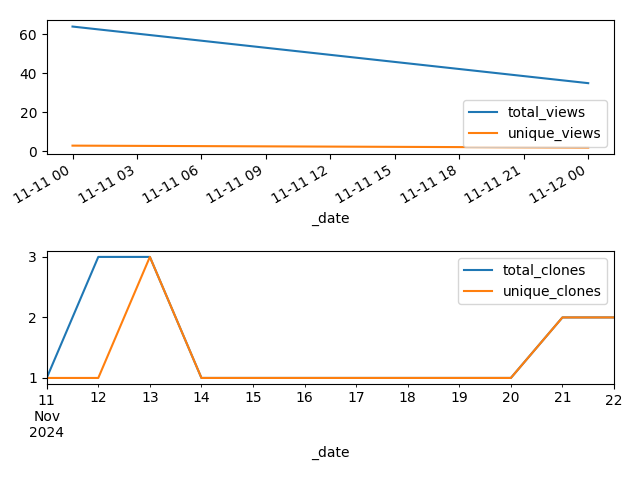 60
40
20
0
total_views
unique_views
11-11 00 11-11 03 11-11 06 11-11 09 11-11 12 11-11 15 11-11 18 11-11 21 11-12 00
_date
3
2
1
total_clones
unique_clones
11 12 13 14 15 16 17 18 19 20 21 22
Nov
2024
_date